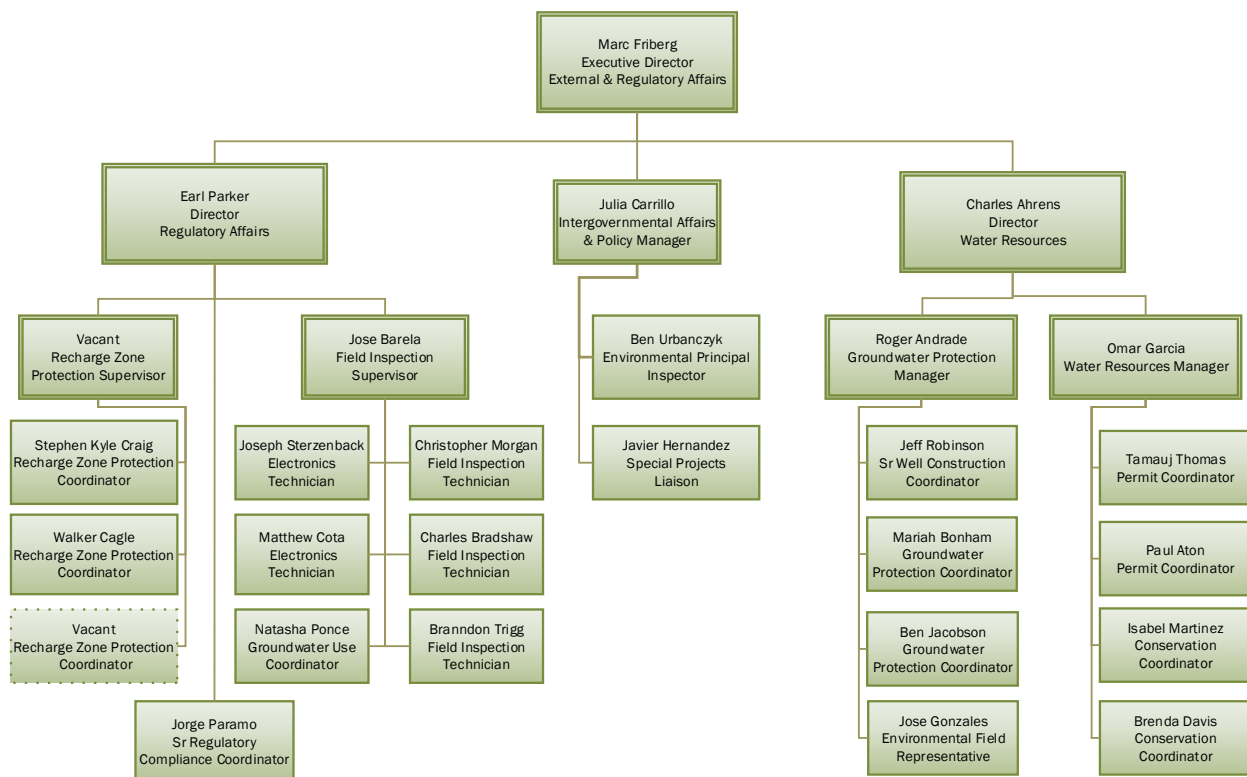 Marc Friberg
Executive Director
External & Regulatory Affairs
Earl Parker
Director
Regulatory Affairs
Julia Carrillo
Intergovernmental Affairs
& Policy Manager
Charles Ahrens
Director
Water Resources
Vacant
Recharge Zone
Protection Supervisor
Jose Barela
Field Inspection
Supervisor
Ben Urbanczyk
Environmental Principal
Inspector
Roger Andrade
Groundwater Protection
Manager
Omar Garcia
Water Resources Manager
Stephen Kyle Craig
Recharge Zone Protection
Coordinator
Joseph Sterzenback
Electronics
Technician
Christopher Morgan
Field Inspection
Technician
Javier Hernandez
Special Projects
Liaison
Jeff Robinson
Sr Well Construction
Coordinator
Tamauj Thomas
Permit Coordinator
Walker Cagle
Recharge Zone Protection
Coordinator
Matthew Cota
Electronics
Technician
Charles Bradshaw
Field Inspection
Technician
Mariah Bonham
Groundwater
Protection Coordinator
Paul Aton
Permit Coordinator
Vacant
Recharge Zone Protection
Coordinator
Natasha Ponce
Groundwater Use
Coordinator
Branndon Trigg
Field Inspection
Technician
Ben Jacobson
Groundwater
Protection Coordinator
Isabel Martinez
Conservation
Coordinator
Jorge Paramo
Sr Regulatory
Compliance Coordinator
Jose Gonzales
Environmental Field
Representative
Brenda Davis
Conservation
Coordinator